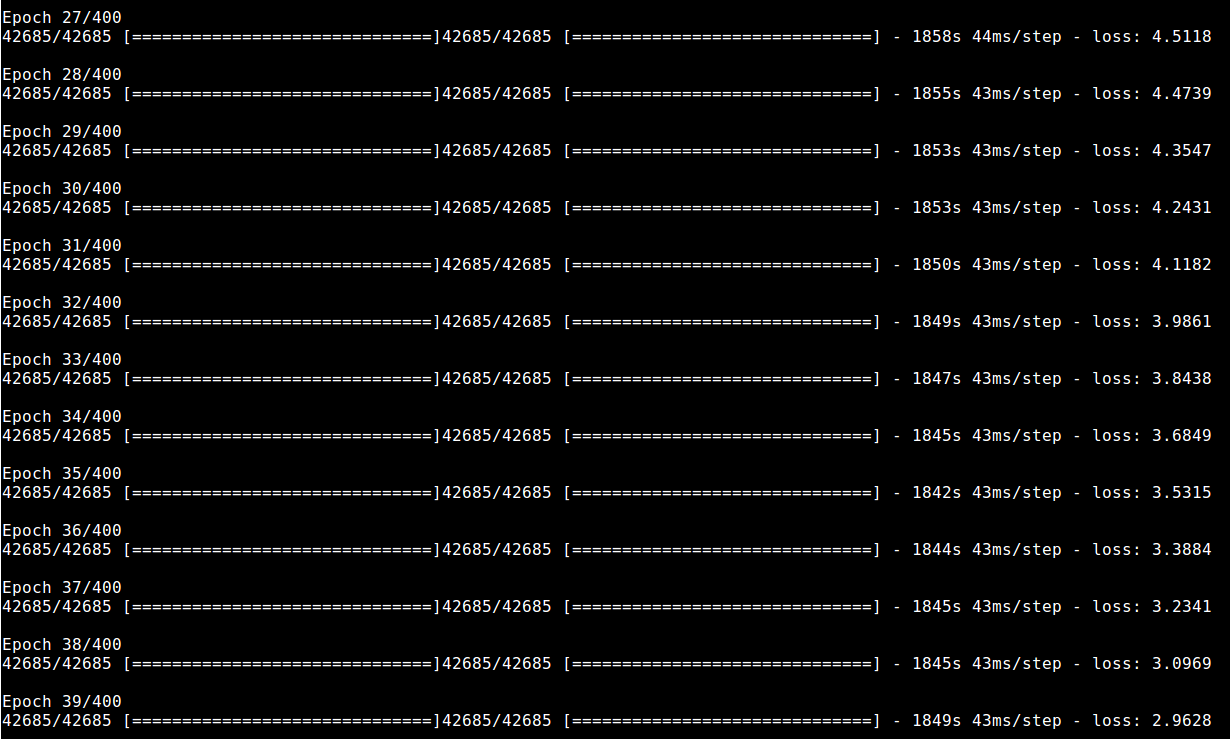 Epoch 27/400
42685/42685 [==============================]42685/42685 [==============================] - 1858s 44ms/step - loss: 4.5118
Epoch 28/400
42685/42685 [==============================]42685/42685 [==============================] - 1855s 43ms/step - loss: 4.4739
Epoch 29/400
42685/42685 [==============================]42685/42685 [==============================] - 1853s 43ms/step - loss: 4.3547
Epoch 30/400
42685/42685 [==============================]42685/42685 [==============================] - 1853s 43ms/step - loss: 4.2431
Epoch 31/400
42685/42685 [==============================]42685/42685 [==============================] - 1850s 43ms/step - loss: 4.1182
Epoch 32/400
42685/42685 [==============================]42685/42685 [==============================] - 1849s 43ms/step - loss: 3.9861
Epoch 33/400
42685/42685 [==============================]42685/42685 [==============================] - 1847s 43ms/step - loss: 3.8438
Epoch 34/400
42685/42685 [==============================]42685/42685 [==============================] - 1845s 43ms/step - loss: 3.6849
Epoch 35/400
42685/42685 [==============================]42685/42685 [==============================] - 1842s 43ms/step - loss: 3.5315
Epoch 36/400
42685/42685 [==============================]42685/42685 [==============================] - 1844s 43ms/step - loss: 3.3884
Epoch 37/400
42685/42685 [==============================]42685/42685 [==============================] - 1845s 43ms/step - loss: 3.2341
Epoch 38/400
42685/42685 [==============================]42685/42685 [==============================] - 1845s 43ms/step - loss: 3.0969
Epoch 39/400
42685/42685 [==============================]42685/42685 [==============================] - 1849s 43ms/step - loss: 2.9628